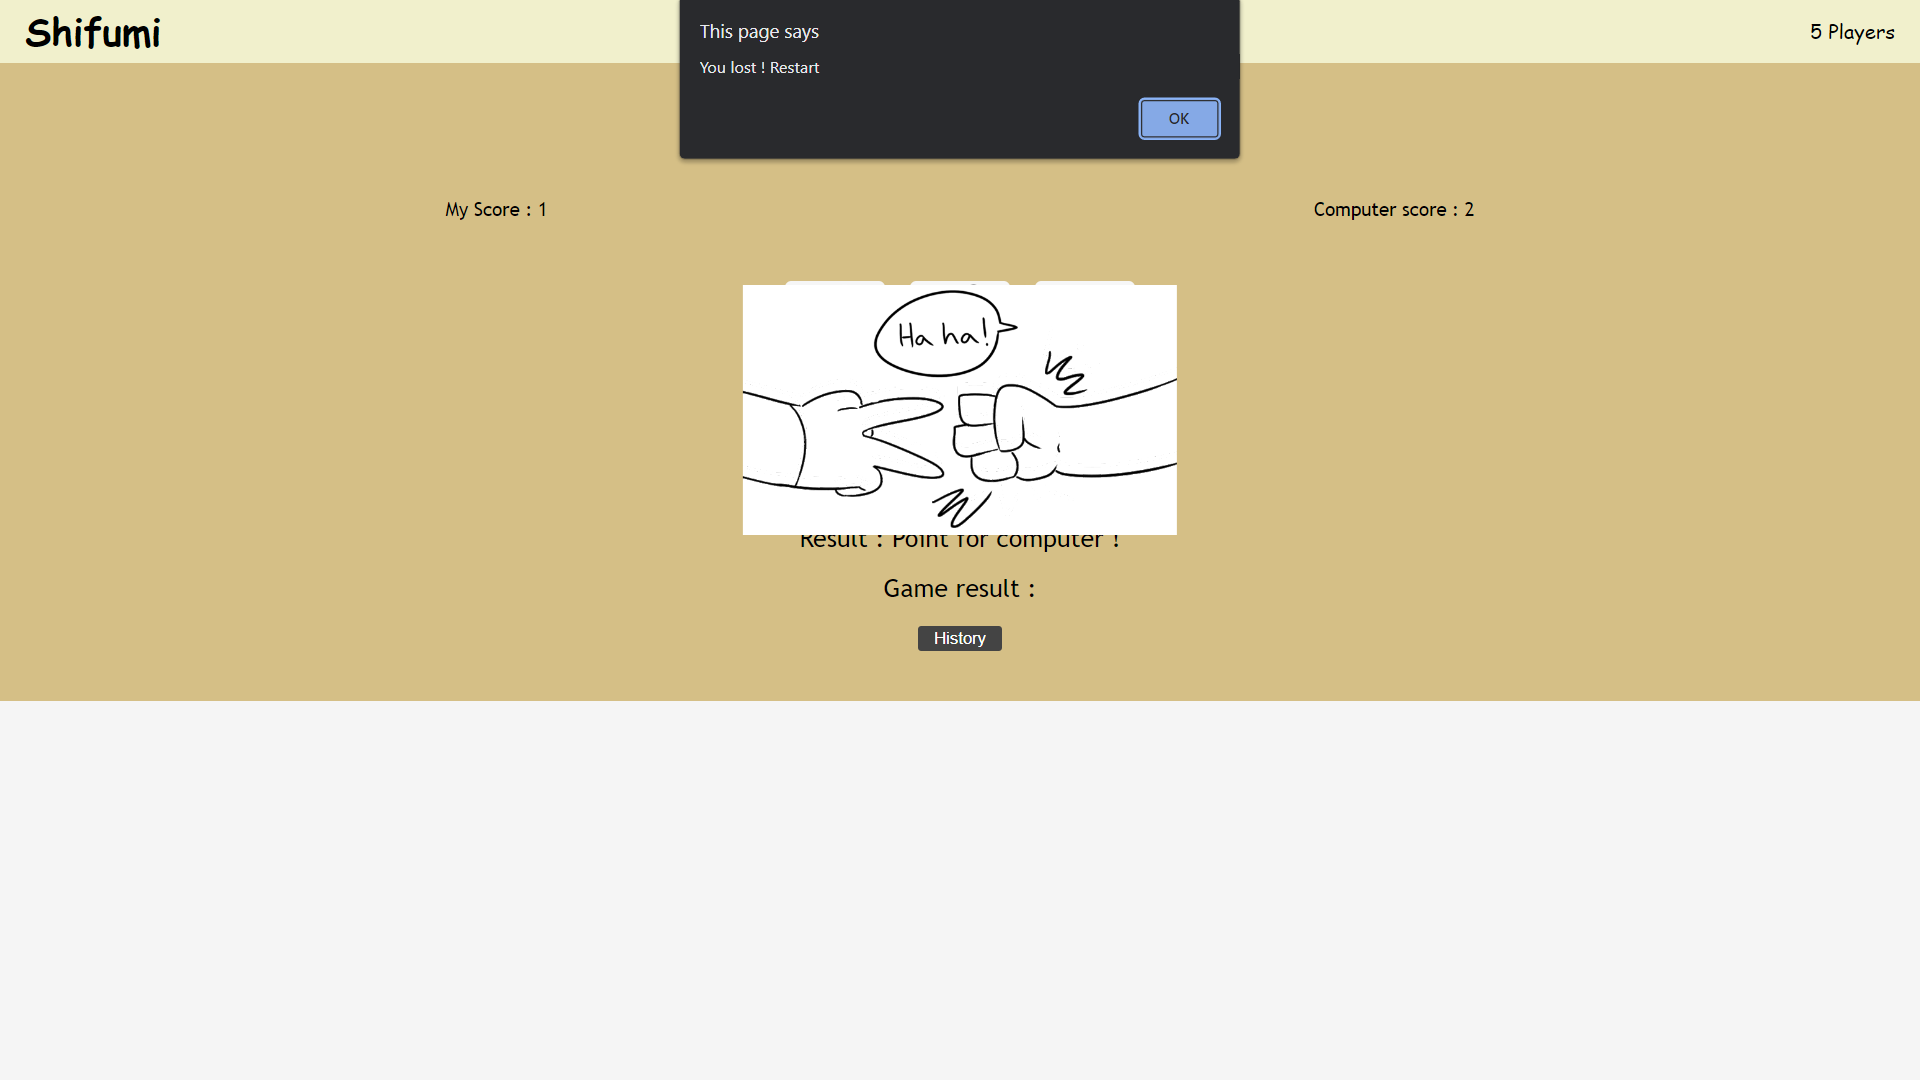 Shifumi
5 Players
This page says
You lost ! Restart
OK
My Score : 1
Computer score : 2
Ha ha!
Result : Point for computer !
Game result :
History